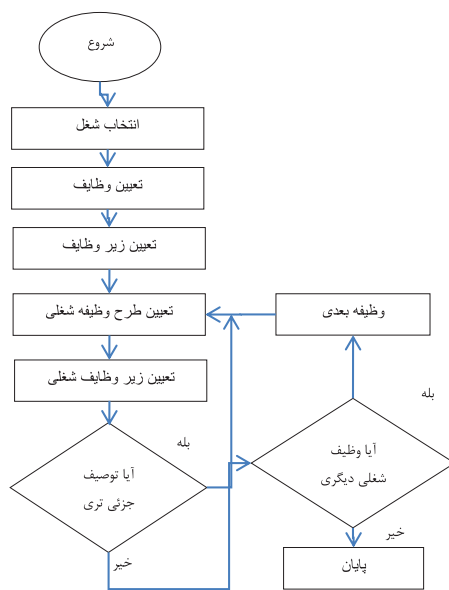 شروع
انتخاب شغل
تعیین وظایف
تعیین زیر وظایف
تعیین طرح وظیفه شغلی
وظیفه بعدی
تعیین زیر وظایف شغلی
بله
بله
آیا توصیف
جزئی تری
آیا وظیف
شغلی دیگری
خیر
خیر
پایان